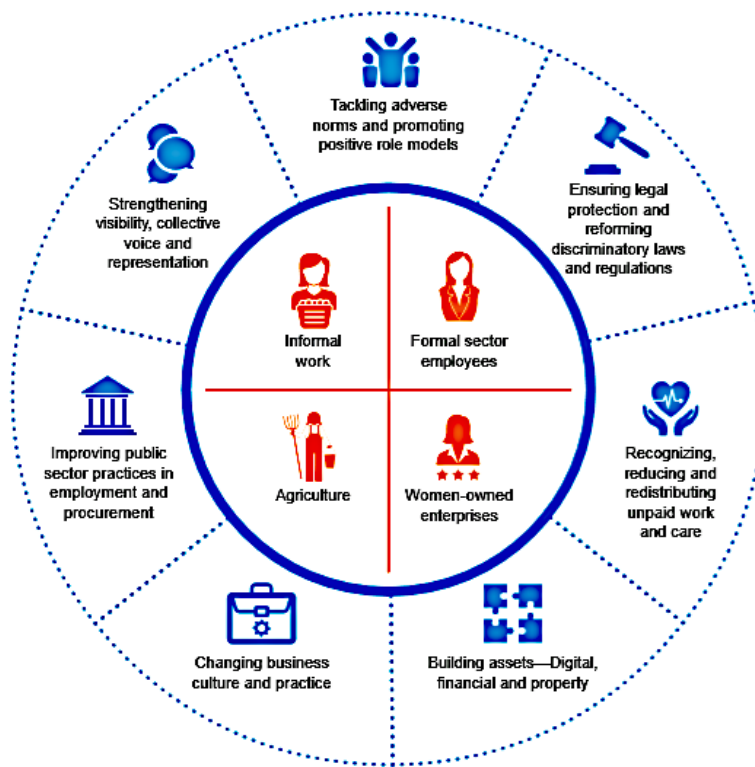 Tackling adverse
norms and promoting
positive role models
Ensuring legal
protection and
reforming
discriminatory laws
and regulations
Recognizing,
reducing and
redistributing
unpaid work
and care
Building assets—Digital,
financial and property
Changing business
culture and practice
Improving public
sector practices in
employment and
procurement
Strengthening
visibility, collective
voice and
representation
Informal
work
Formal sector
employees
Agriculture
Women-owned
enterprises